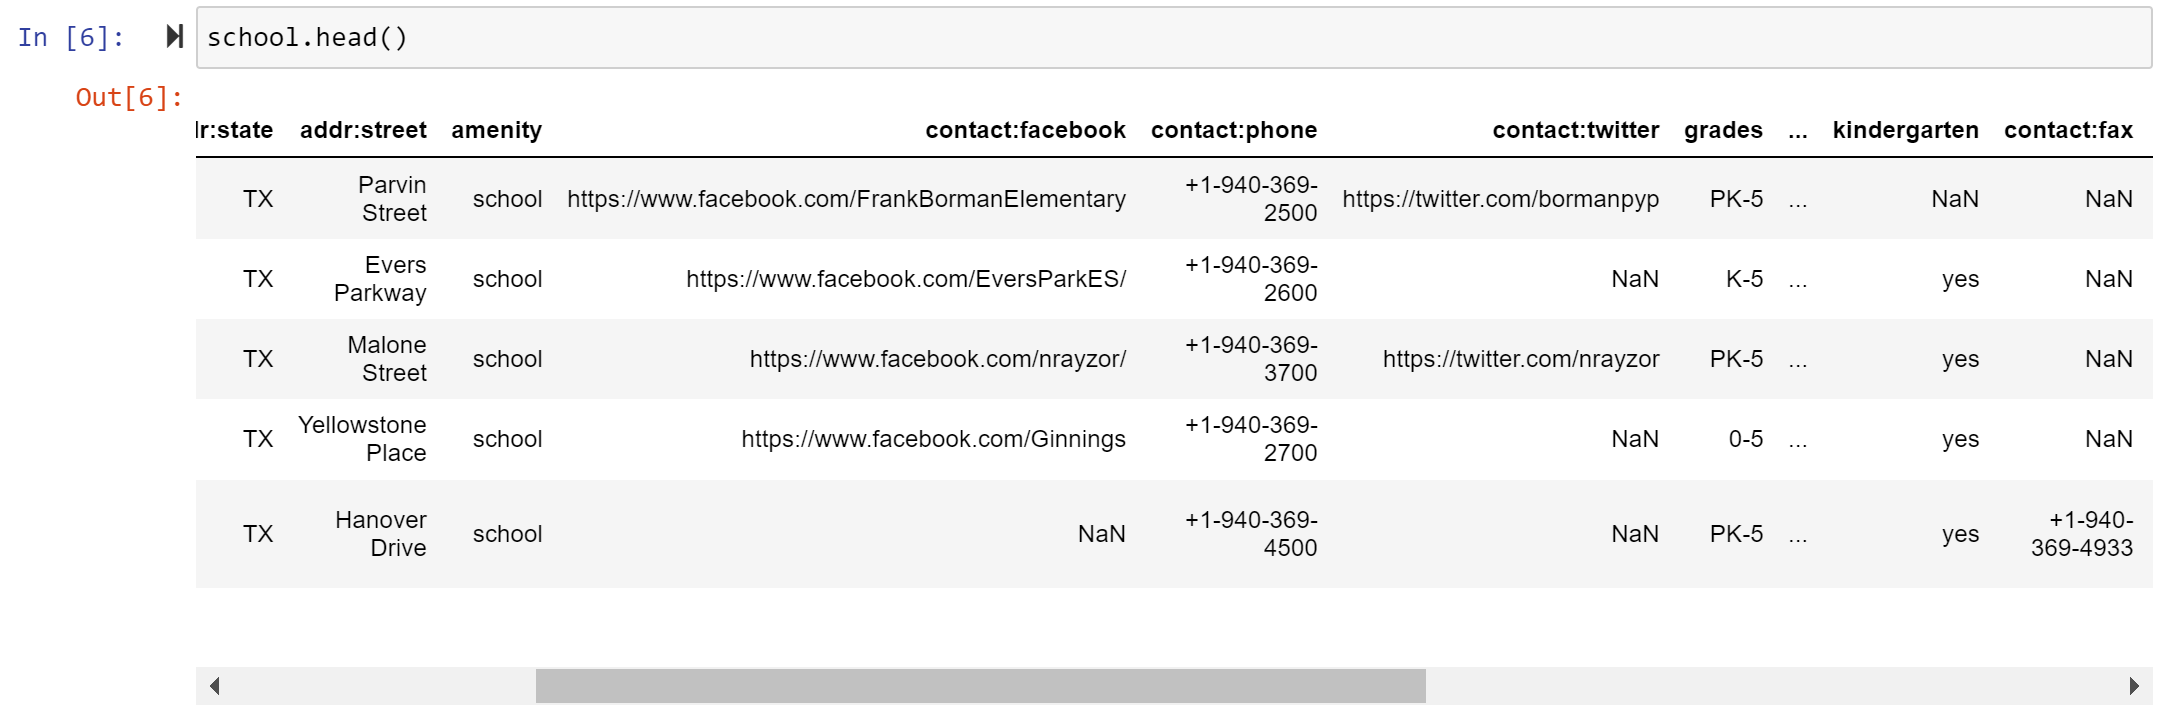 In [6]: school.head()
Out[6]:
lr:state addr:street amenity contact:facebook contact:phone contact:twitter grades ... kindergarten contact:fax
TX Parvin Street school https://www.facebook.com/FrankBormanElementary +1-940-369-2500 https://twitter.com/bormanpyp PK-5 ... NaN NaN
TX Evers Parkway school https://www.facebook.com/EversParkES/ +1-940-369-2600 NaN K-5 ... yes NaN
TX Malone Street school https://www.facebook.com/nrayzor/ +1-940-369-3700 https://twitter.com/nrayzor PK-5 ... yes NaN
TX Yellowstone Place school https://www.facebook.com/Ginnings +1-940-369-2700 NaN 0-5 ... yes NaN
TX Hanover Drive school NaN +1-940-369-4500 NaN PK-5 ... yes +1-940-369-4933